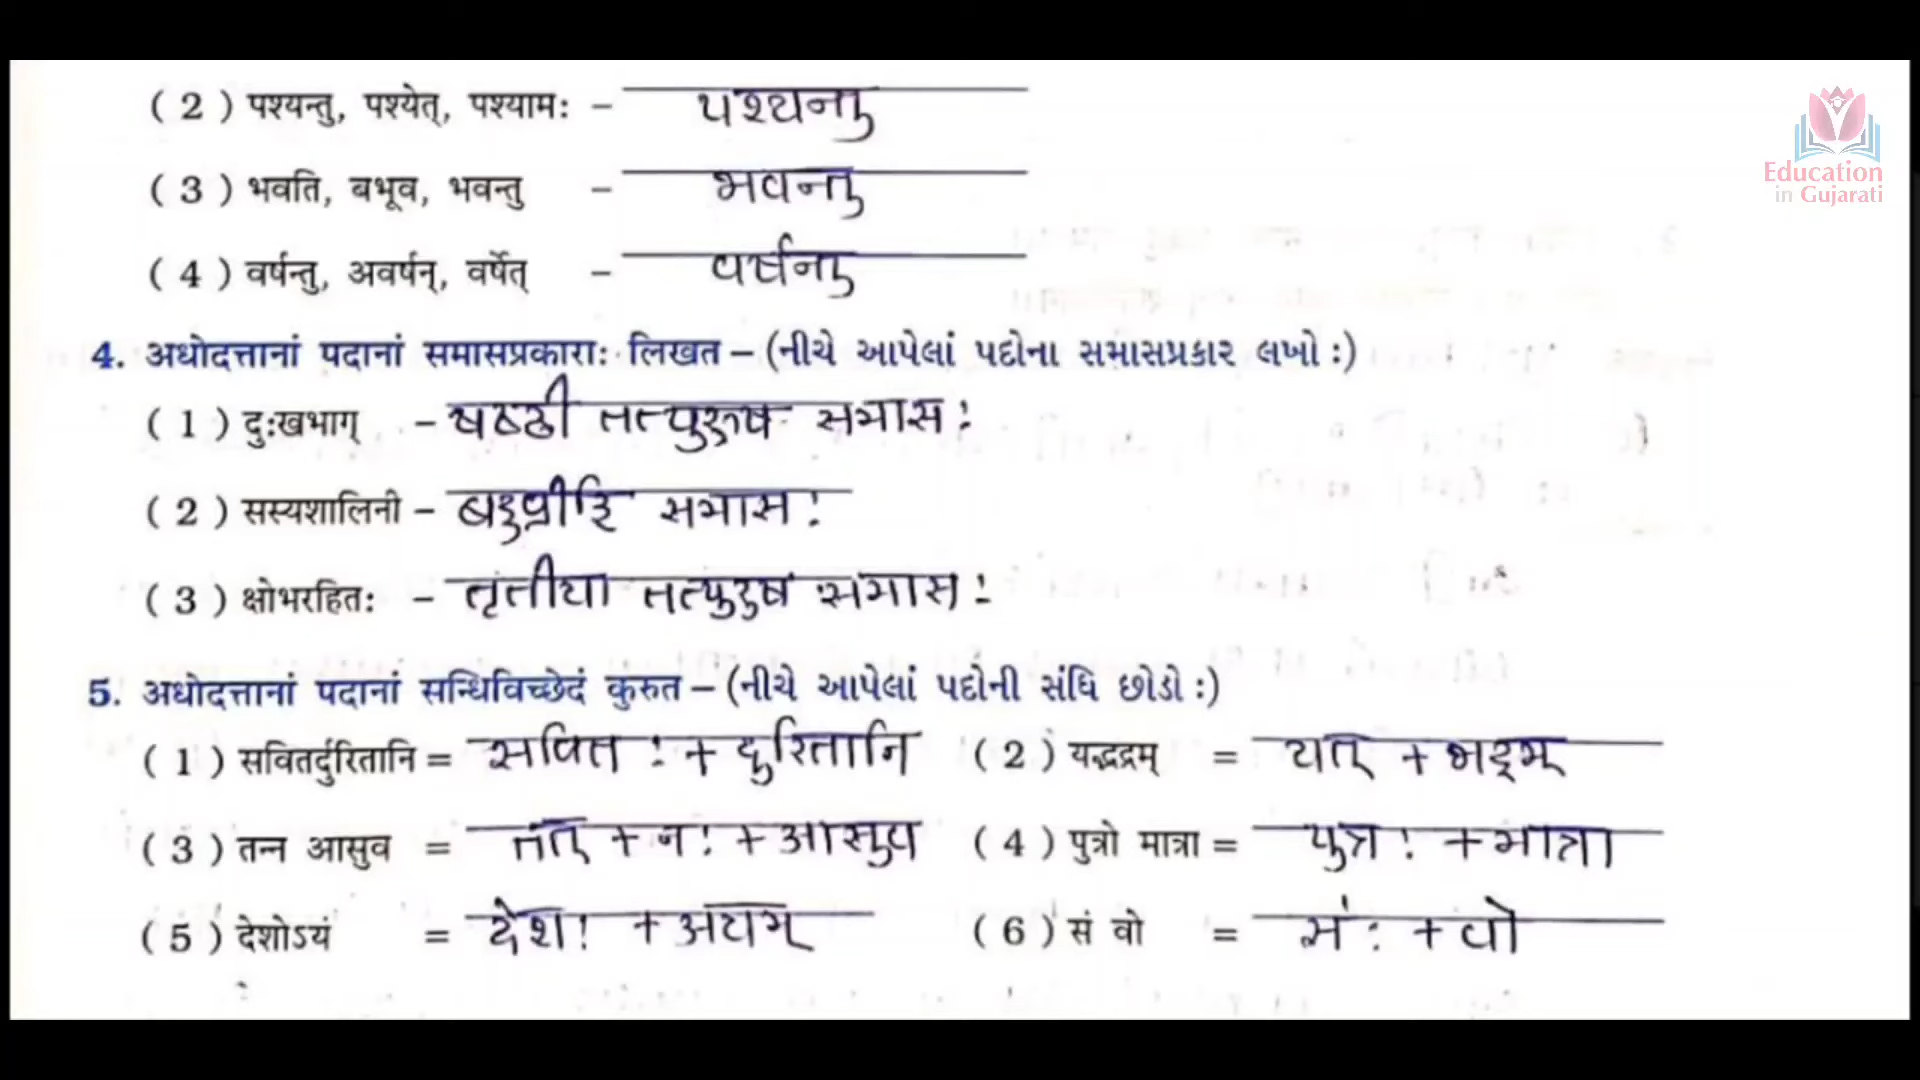 ( 2 ) पश्यन्तु, पश्येत्, पश्यामः – पश्यन्तु
Education
in Gujarati
( 3 ) भवति, बभूव, भवन्तु – भवन्तु
( 4 ) वर्षन्तु, अवर्षन्, वर्षेत् – वर्षन्तु
4. अधोदत्तानां पदानां समासप्रकाराः लिखत – (નીચે આપેલાં પદોના સમાસપ્રકાર લખો :)
( 1 ) दुःखभाग् – षष्ठी तत्पुरुष समास :
( 2 ) सस्यशालिनी – बहुव्रीहि समास :
( 3 ) क्षोभरहितः – तृतीया तत्पुरुष समास :
5. अधोदत्तानां पदानां सन्धिविच्छेदं कुरुत – (નીચે આપેલાં પદોની સંધિ છોડો :)
( 1 ) सवितर्दुरितानि = सवित : + दुरितानि ( 2 ) यद्भद्रम् = यत् + भद्रम्
( 3 ) तन्न आसुव = तत् + न : + आसुव ( 4 ) पुत्रो मात्रा = पुत्र : + मात्रा
( 5 ) देशोऽयं = देश : + अयम् ( 6 ) सं वो = सं : + वो